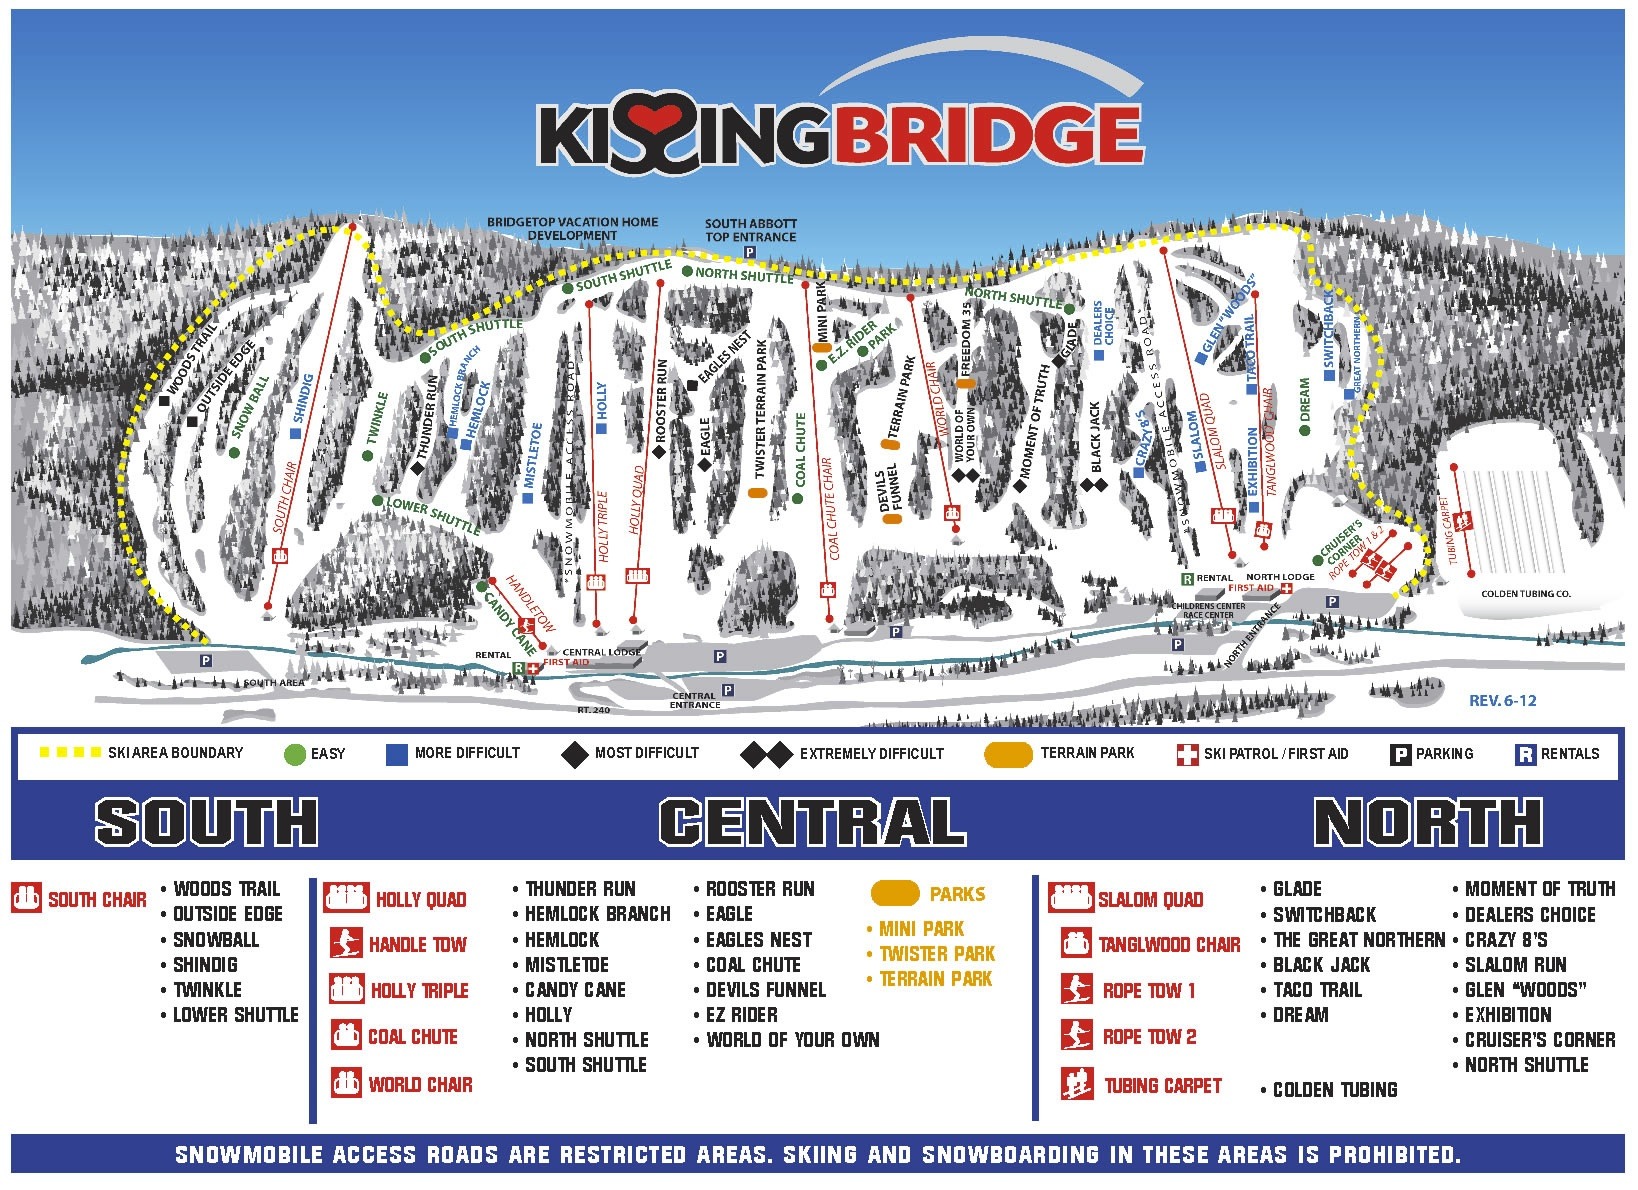 KISSINGBRIDGE
BRIDGETOP VACATION HOME
DEVELOPMENT
SOUTH ABBOTT
TOP ENTRANCE
P
SOUTH SHUTTLE
NORTH SHUTTLE
NORTH SHUTTLE
SOUTH SHUTTLE
WOODS TRAIL
OUTSIDE EDGE
SNOW BALL
SHINDIG
SOUTH CHAIR
TWINKLE
THUNDER RUN
HEMLOCK BRANCH
HEMLOCK
LOWER SHUTTLE
MISTLETOE
"SNOWMOBILE ACCESS ROAD"
HOLLY
HOLLY TRIPLE
HOLLY QUAD
ROOSTER RUN
EAGLES NEST
EAGLE
TWISTER TERRAIN PARK
COAL CHUTE
MINI PARK
E.Z. RIDER
PARK
COAL CHUTE CHAIR
TERRAIN PARK
DEVILS
FUNNEL
WORLD CHAIR
FREEDOM 35
WORLD OF
YOUR OWN
MOMENT OF TRUTH
GLADE
DEALERS
CHOICE
BLACK JACK
CRAZY 8'S
"SNOWMOBILE ACCESS ROAD"
SLALOM
SLALOM QUAD
GLEN "WOODS"
TACO TRAIL
EXHIBITION
TANGLWOOD CHAIR
DREAM
SWITCHBACK
GREAT NORTHERN
CRUISER'S
CORNER
ROPE TOW 1 & 2
TUBING CARPET
COLDEN TUBING CO.
HANDLETOW
CANDY CANE
RENTAL
R
FIRST AID
CENTRAL LODGE
R RENTAL
NORTH LODGE
FIRST AID
CHILDRENS CENTER
RACE CENTER
NORTH ENTRANCE
P
P
P
P
P
P
SOUTH AREA
CENTRAL
ENTRANCE
RT. 240
REV. 6-12
SKI AREA BOUNDARY
EASY
MORE DIFFICULT
MOST DIFFICULT
EXTREMELY DIFFICULT
TERRAIN PARK
SKI PATROL / FIRST AID
P PARKING
R RENTALS
SOUTH
CENTRAL
NORTH
SOUTH CHAIR
• WOODS TRAIL
• OUTSIDE EDGE
• SNOWBALL
• SHINDIG
• TWINKLE
• LOWER SHUTTLE
HOLLY QUAD
HANDLE TOW
HOLLY TRIPLE
COAL CHUTE
WORLD CHAIR
• THUNDER RUN
• HEMLOCK BRANCH
• HEMLOCK
• MISTLETOE
• CANDY CANE
• HOLLY
• NORTH SHUTTLE
• SOUTH SHUTTLE
• ROOSTER RUN
• EAGLE
• EAGLES NEST
• COAL CHUTE
• DEVILS FUNNEL
• EZ RIDER
• WORLD OF YOUR OWN
PARKS
• MINI PARK
• TWISTER PARK
• TERRAIN PARK
SLALOM QUAD
TANGLWOOD CHAIR
ROPE TOW 1
ROPE TOW 2
TUBING CARPET
• GLADE
• SWITCHBACK
• THE GREAT NORTHERN
• BLACK JACK
• TACO TRAIL
• DREAM
• COLDEN TUBING
• MOMENT OF TRUTH
• DEALERS CHOICE
• CRAZY 8'S
• SLALOM RUN
• GLEN "WOODS"
• EXHIBITION
• CRUISER'S CORNER
• NORTH SHUTTLE
SNOWMOBILE ACCESS ROADS ARE RESTRICTED AREAS. SKIING AND SNOWBOARDING IN THESE AREAS IS PROHIBITED.